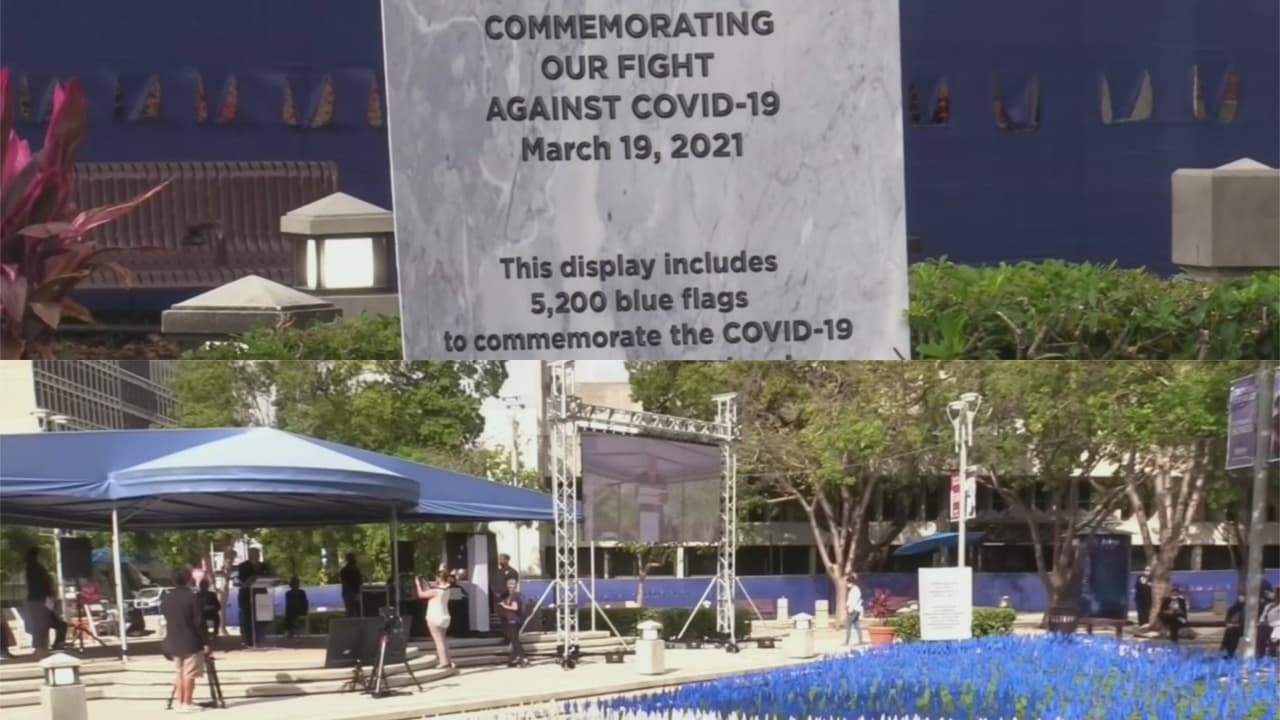 COMMEMORATING
OUR FIGHT
AGAINST COVID-19
March 19, 2021
This display includes
5,200 blue flags
to commemorate the COVID-19